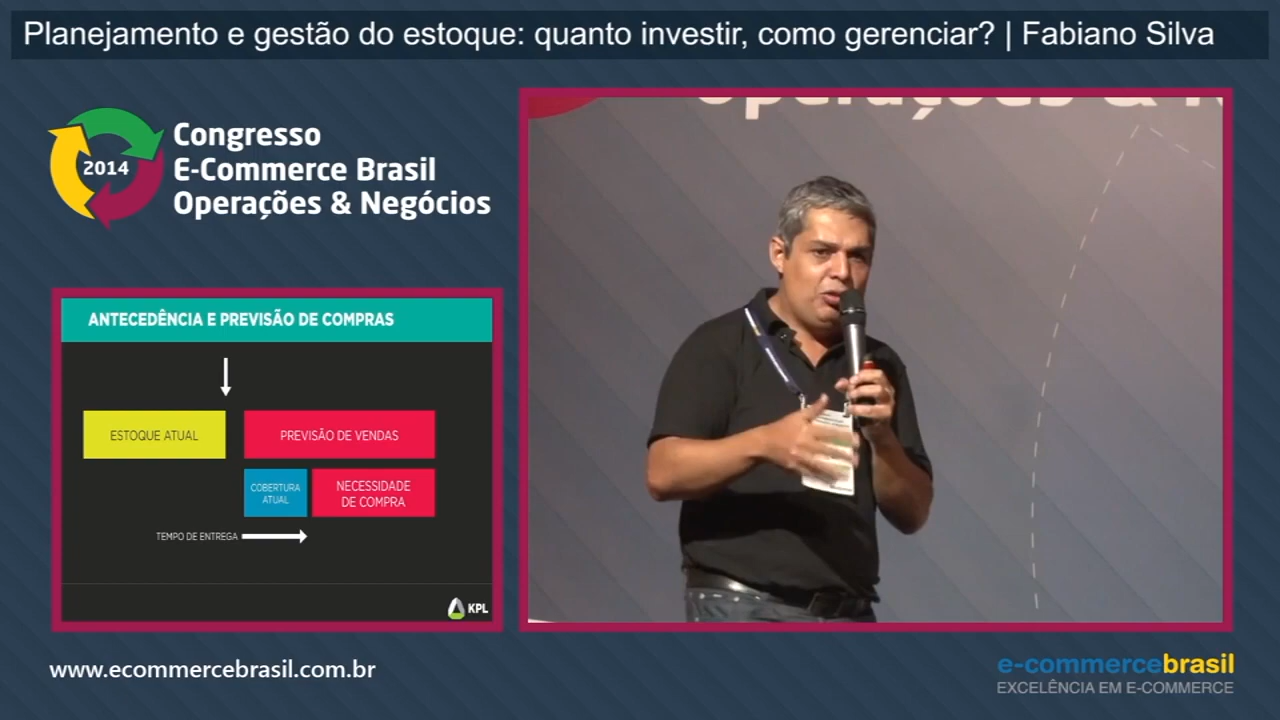 Planejamento e gestão do estoque: quanto investir, como gerenciar? | Fabiano Silva
2014
Congresso
E-Commerce Brasil
Operações & Negócios
ANTECEDÊNCIA E PREVISÃO DE COMPRAS
ESTOQUE ATUAL
PREVISÃO DE VENDAS
COBERTURA
ATUAL
NECESSIDADE
DE COMPRA
TEMPO DE ENTREGA
KPL
www.ecommercebrasil.com.br
e-commercebrasil
EXCELÊNCIA EM E-COMMERCE